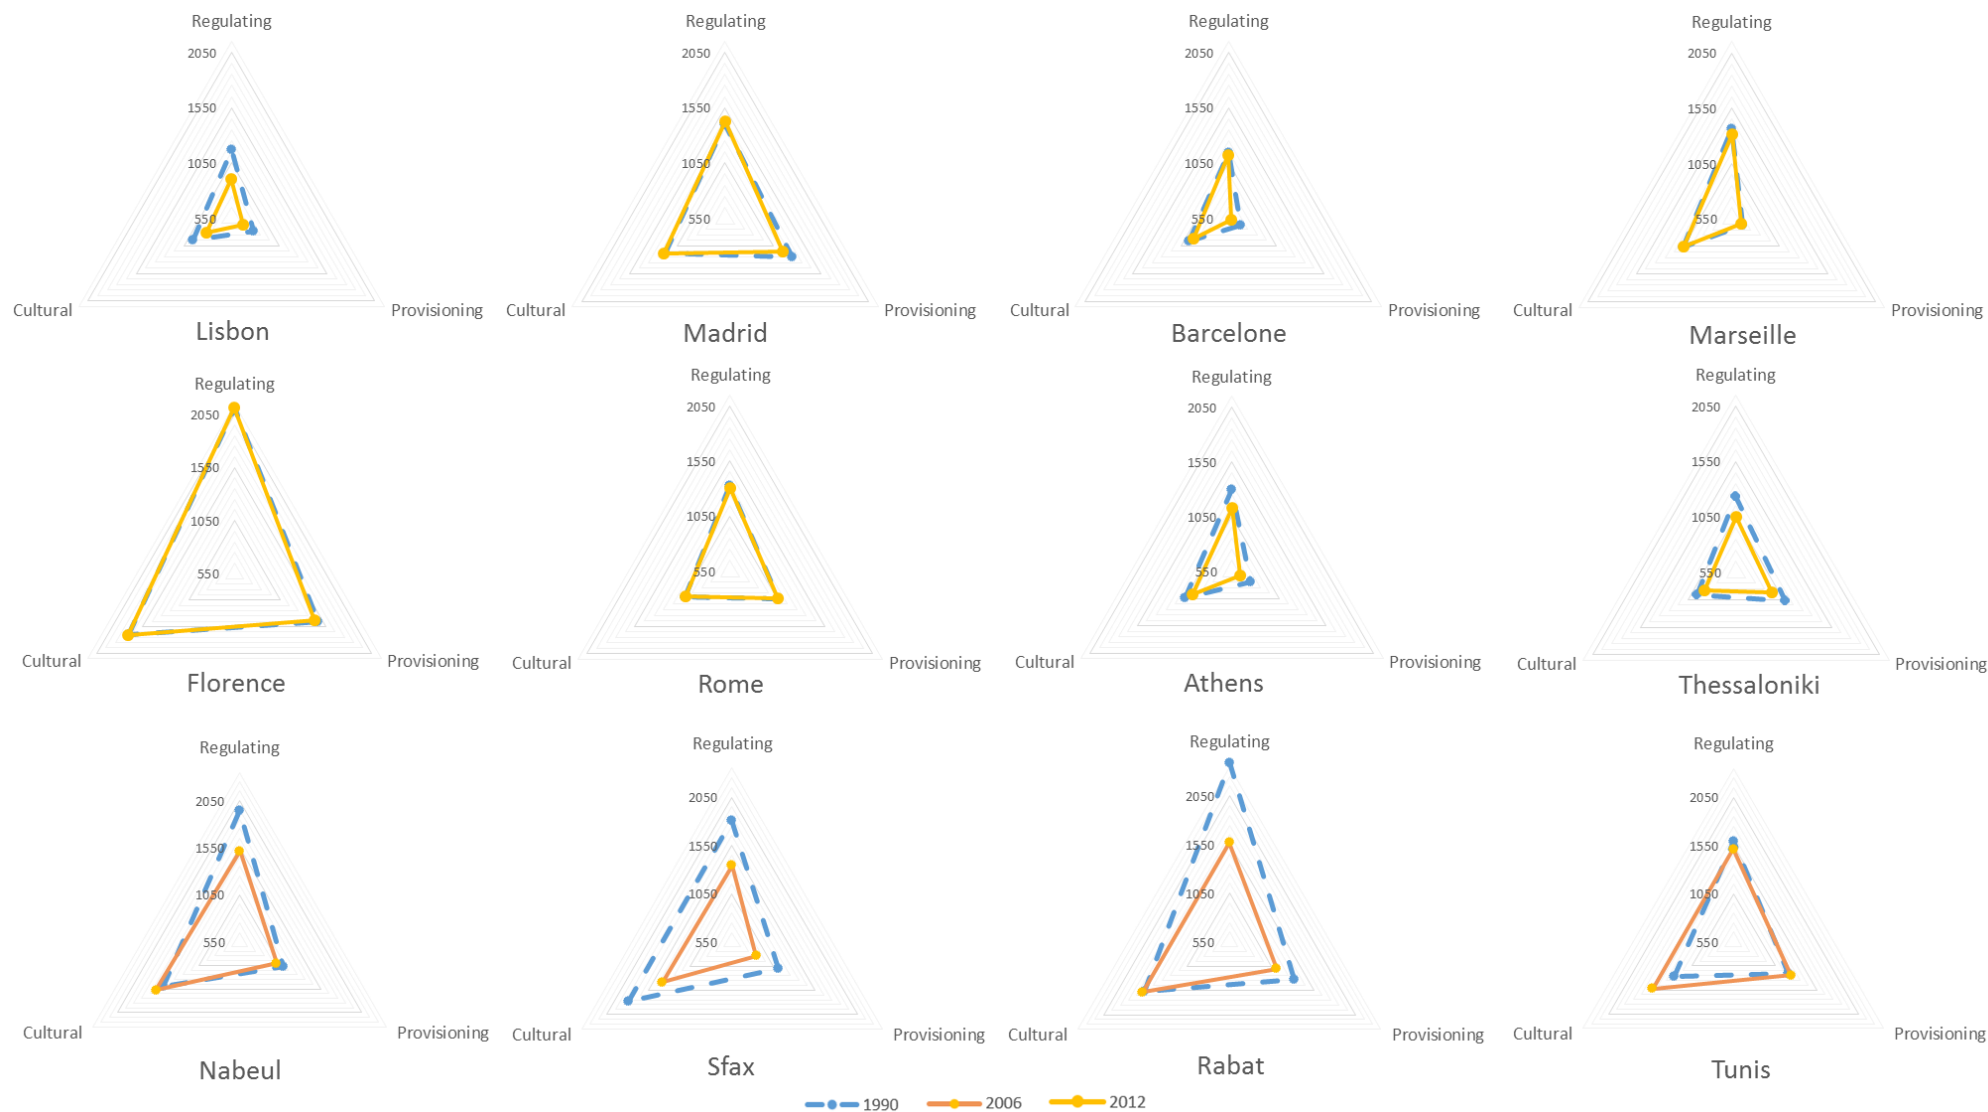 Regulating Regulating Regulating Regulating
2050 2050 2050 2050
1550 1550 1550 1550
1050 1050 1050 1050
550 550 550 550
Cultural Provisioning Cultural Provisioning Cultural Provisioning Cultural Provisioning
Lisbon Madrid Barcelone Marseille
Regulating Regulating Regulating Regulating
2050 2050 2050 2050
1550 1550 1550 1550
1050 1050 1050 1050
550 550 550 550
Cultural Provisioning Cultural Provisioning Cultural Provisioning Cultural Provisioning
Florence Rome Athens Thessaloniki
Regulating Regulating Regulating Regulating
2050 2050 2050 2050
1550 1550 1550 1550
1050 1050 1050 1050
550 550 550 550
Cultural Provisioning Cultural Provisioning Cultural Provisioning Cultural Provisioning
Nabeul Sfax Rabat Tunis
1990 2006 2012